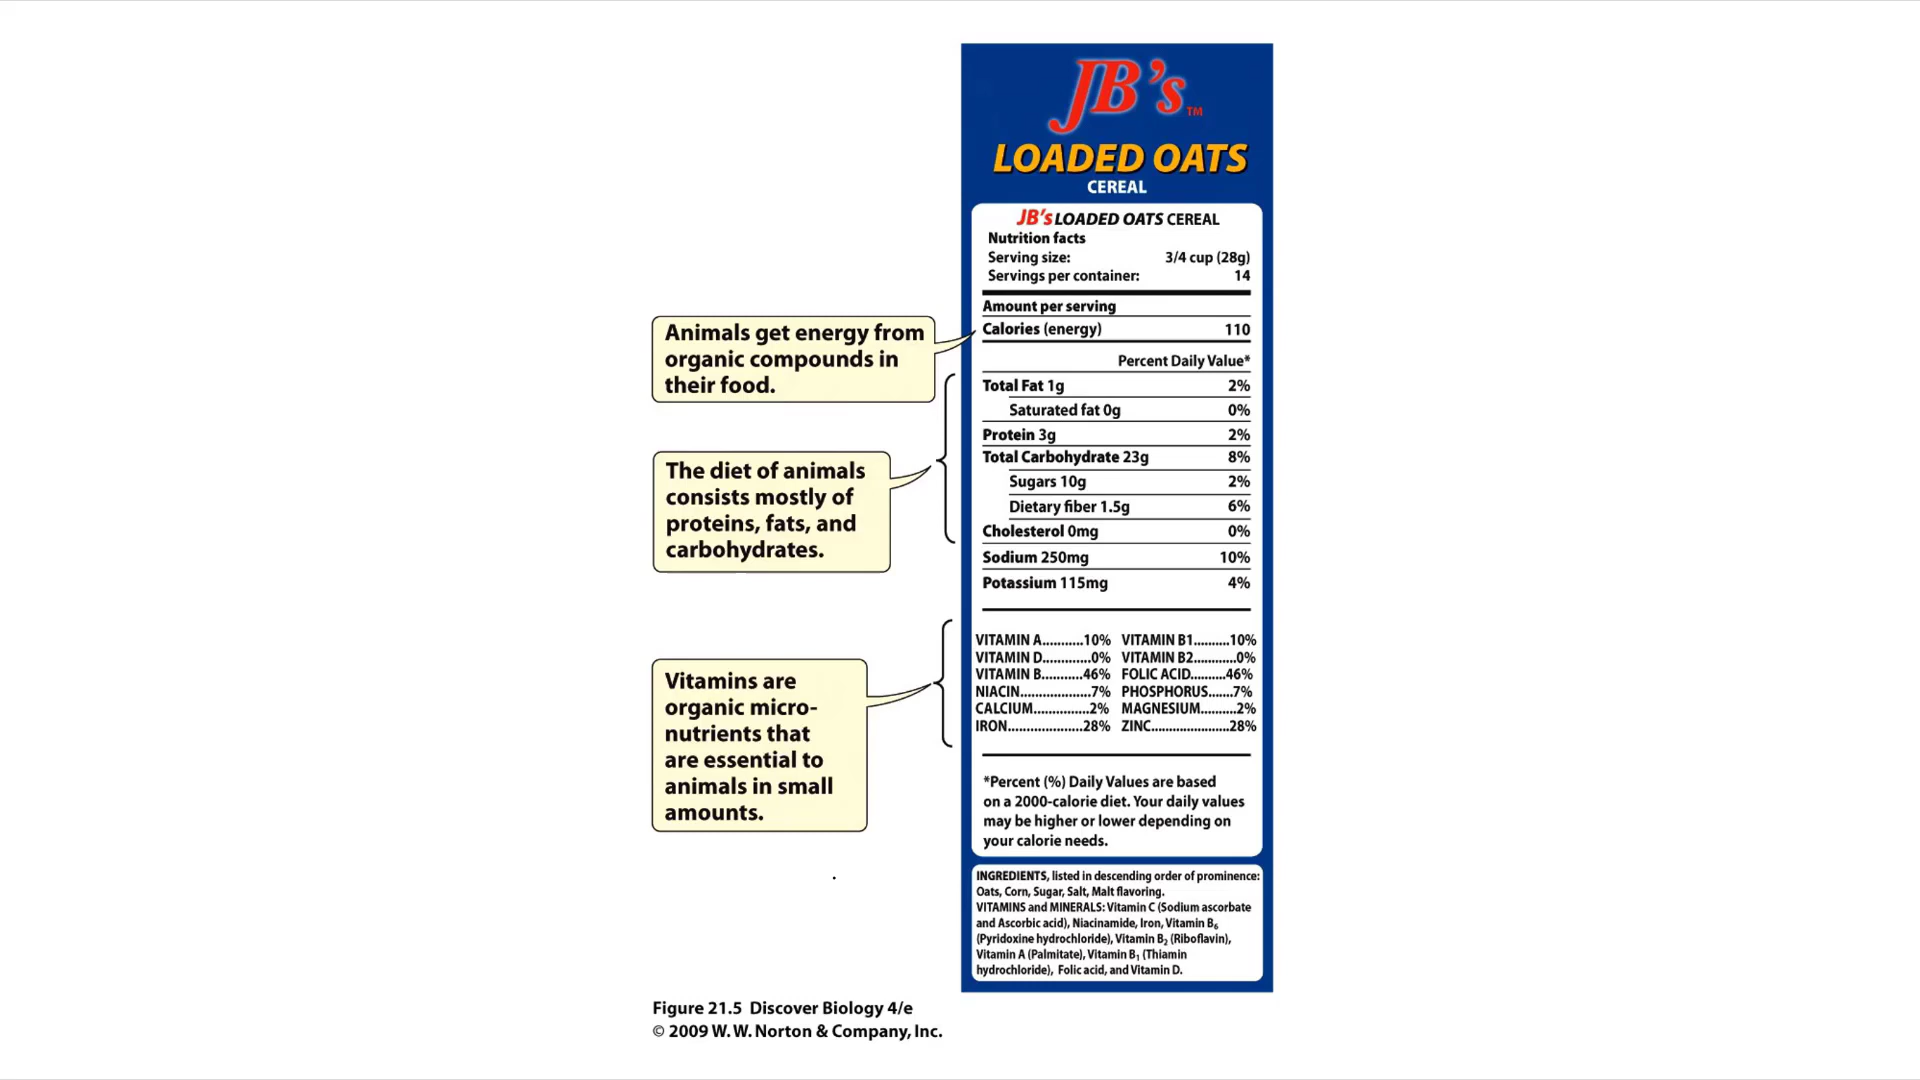 JB's™
LOADED OATS
CEREAL
JB's LOADED OATS CEREAL
Nutrition facts
Serving size: 3/4 cup (28g)
Servings per container: 14
Amount per serving
Calories (energy) 110
Percent Daily Value*
Total Fat 1g 2%
Saturated fat 0g 0%
Protein 3g 2%
Total Carbohydrate 23g 8%
Sugars 10g 2%
Dietary fiber 1.5g 6%
Cholesterol 0mg 0%
Sodium 250mg 10%
Potassium 115mg 4%
VITAMIN A...........10% VITAMIN B1..........10%
VITAMIN D.............0% VITAMIN B2............0%
VITAMIN B..........46% FOLIC ACID..........46%
NIACIN....................7% PHOSPHORUS.......7%
CALCIUM................2% MAGNESIUM..........2%
IRON......................28% ZINC.......................28%
*Percent (%) Daily Values are based
on a 2000-calorie diet. Your daily values
may be higher or lower depending on
your calorie needs.
INGREDIENTS, listed in descending order of prominence:
Oats, Corn, Sugar, Salt, Malt flavoring.
VITAMINS and MINERALS: Vitamin C (Sodium ascorbate
and Ascorbic acid), Niacinamide, Iron, Vitamin B₆
(Pyridoxine hydrochloride), Vitamin B₂ (Riboflavin),
Vitamin A (Palmitate), Vitamin B₁ (Thiamin
hydrochloride), Folic acid, and Vitamin D.
Animals get energy from
organic compounds in
their food.
The diet of animals
consists mostly of
proteins, fats, and
carbohydrates.
Vitamins are
organic micro-
nutrients that
are essential to
animals in small
amounts.
Figure 21.5 Discover Biology 4/e
© 2009 W. W. Norton & Company, Inc.